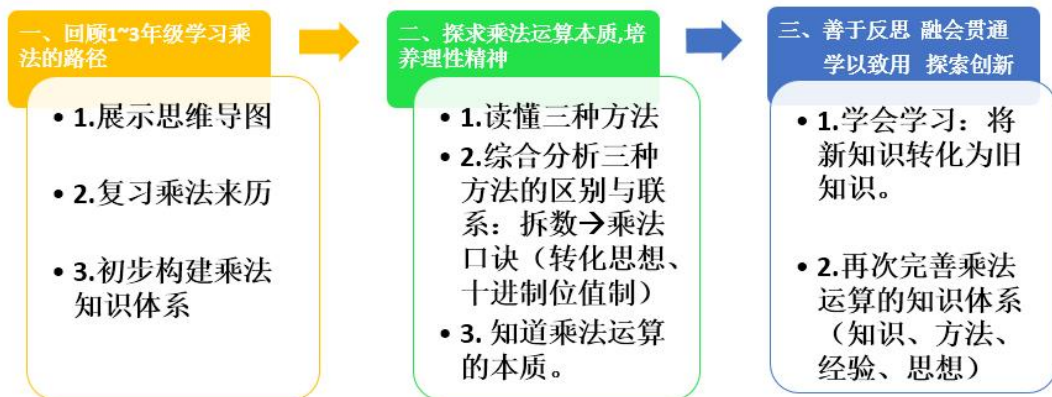 一、回顾1~3年级学习乘
法的路径
• 1.展示思维导图
• 2.复习乘法来历
• 3.初步构建乘法
知识体系
二、探求乘法运算本质,培
养理性精神
• 1.读懂三种方法
• 2.综合分析三种
方法的区别与联
系：拆数→乘法
口诀（转化思想、
十进制位值制）
• 3. 知道乘法运算
的本质。
三、善于反思 融会贯通
学以致用 探索创新
• 1.学会学习：将
新知识转化为旧
知识。
• 2.再次完善乘法
运算的知识体系
（知识、方法、
经验、思想）